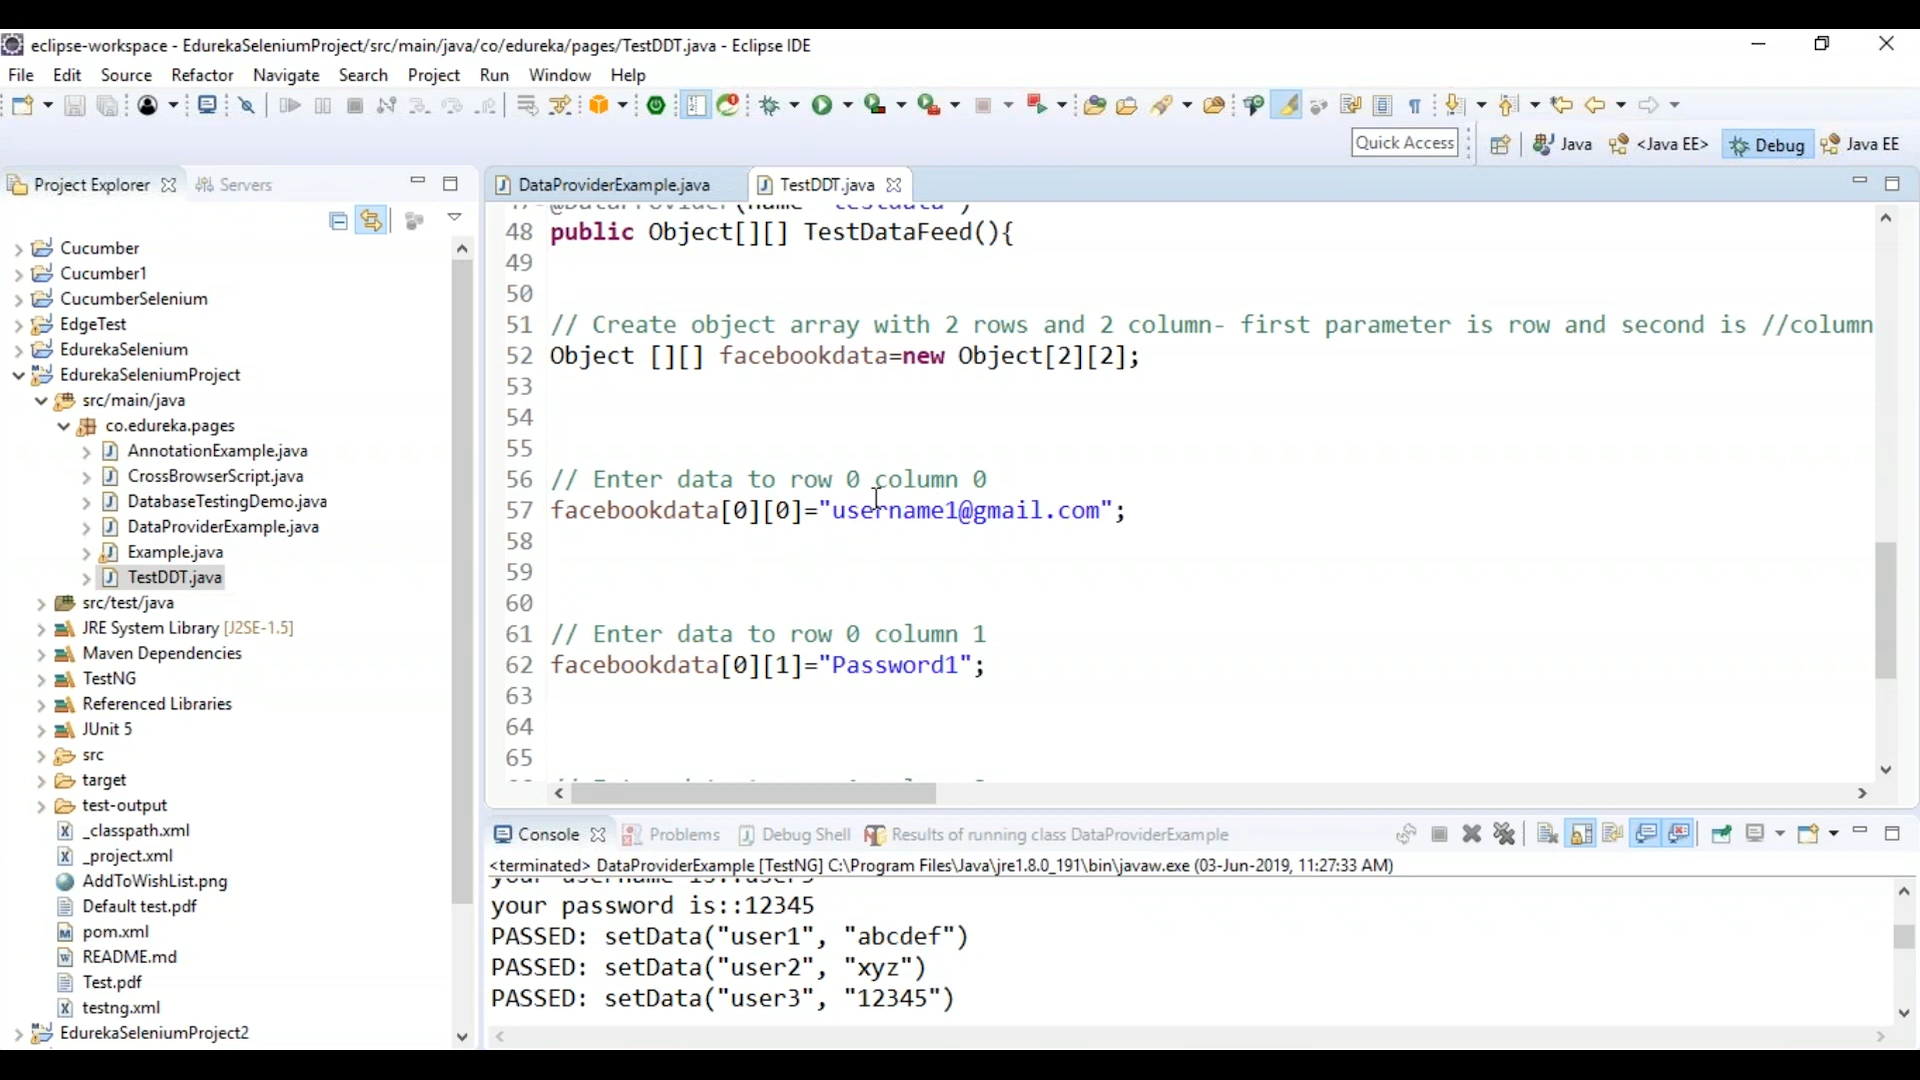 eclipse-workspace - EdurekaSeleniumProject/src/main/java/co/edureka/pages/TestDDT.java - Eclipse IDE
File Edit Source Refactor Navigate Search Project Run Window Help
Quick Access Java <Java EE> Debug Java EE
Project Explorer Servers
Cucumber
Cucumber1
CucumberSelenium
EdgeTest
EdurekaSelenium
EdurekaSeleniumProject
src/main/java
co.edureka.pages
AnnotationExample.java
CrossBrowserScript.java
DatabaseTestingDemo.java
DataProviderExample.java
Example.java
TestDDT.java
src/test/java
JRE System Library [J2SE-1.5]
Maven Dependencies
TestNG
Referenced Libraries
JUnit 5
src
target
test-output
_classpath.xml
_project.xml
AddToWishList.png
Default test.pdf
pom.xml
README.md
Test.pdf
testng.xml
EdurekaSeleniumProject2
DataProviderExample.java TestDDT.java
48 public Object[][] TestDataFeed(){
49
50
51 // Create object array with 2 rows and 2 column- first parameter is row and second is //column
52 Object [][] facebookdata=new Object[2][2];
53
54
55
56 // Enter data to row 0 column 0
57 facebookdata[0][0]="username1@gmail.com";
58
59
60
61 // Enter data to row 0 column 1
62 facebookdata[0][1]="Password1";
63
64
65
Console Problems Debug Shell Results of running class DataProviderExample
<terminated> DataProviderExample [TestNG] C:\Program Files\Java\jre1.8.0_191\bin\javaw.exe (03-Jun-2019, 11:27:33 AM)
your password is::12345
PASSED: setData("user1", "abcdef")
PASSED: setData("user2", "xyz")
PASSED: setData("user3", "12345")